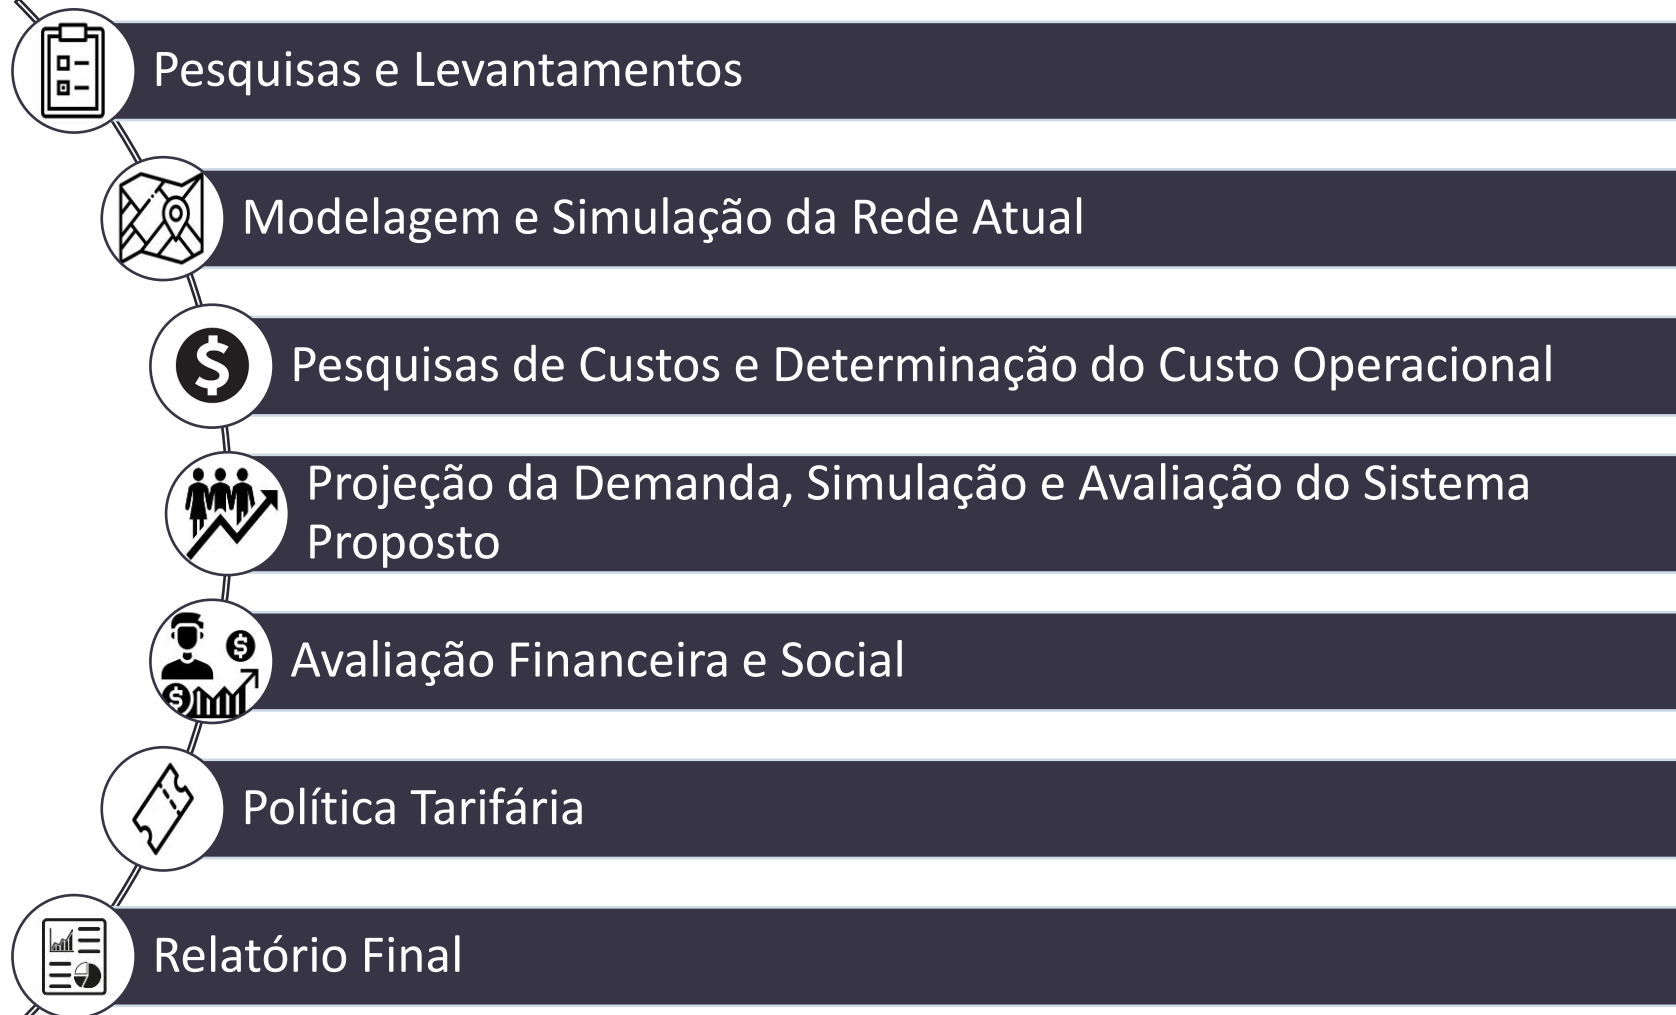 Pesquisas e Levantamentos
Modelagem e Simulação da Rede Atual
Pesquisas de Custos e Determinação do Custo Operacional
Projeção da Demanda, Simulação e Avaliação do Sistema
Proposto
Avaliação Financeira e Social
Política Tarifária
Relatório Final